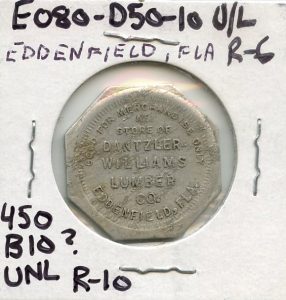 E080-D50-10 U/L
EDDENFIELD, FLA R-6
GOOD FOR MERCHANDISE ONLY
AT
STORE OF
DANTZLER-
WILLIAMS
LUMBER
CO.
EDDENFIELD, FLA.
450
B10?
UNL R-10